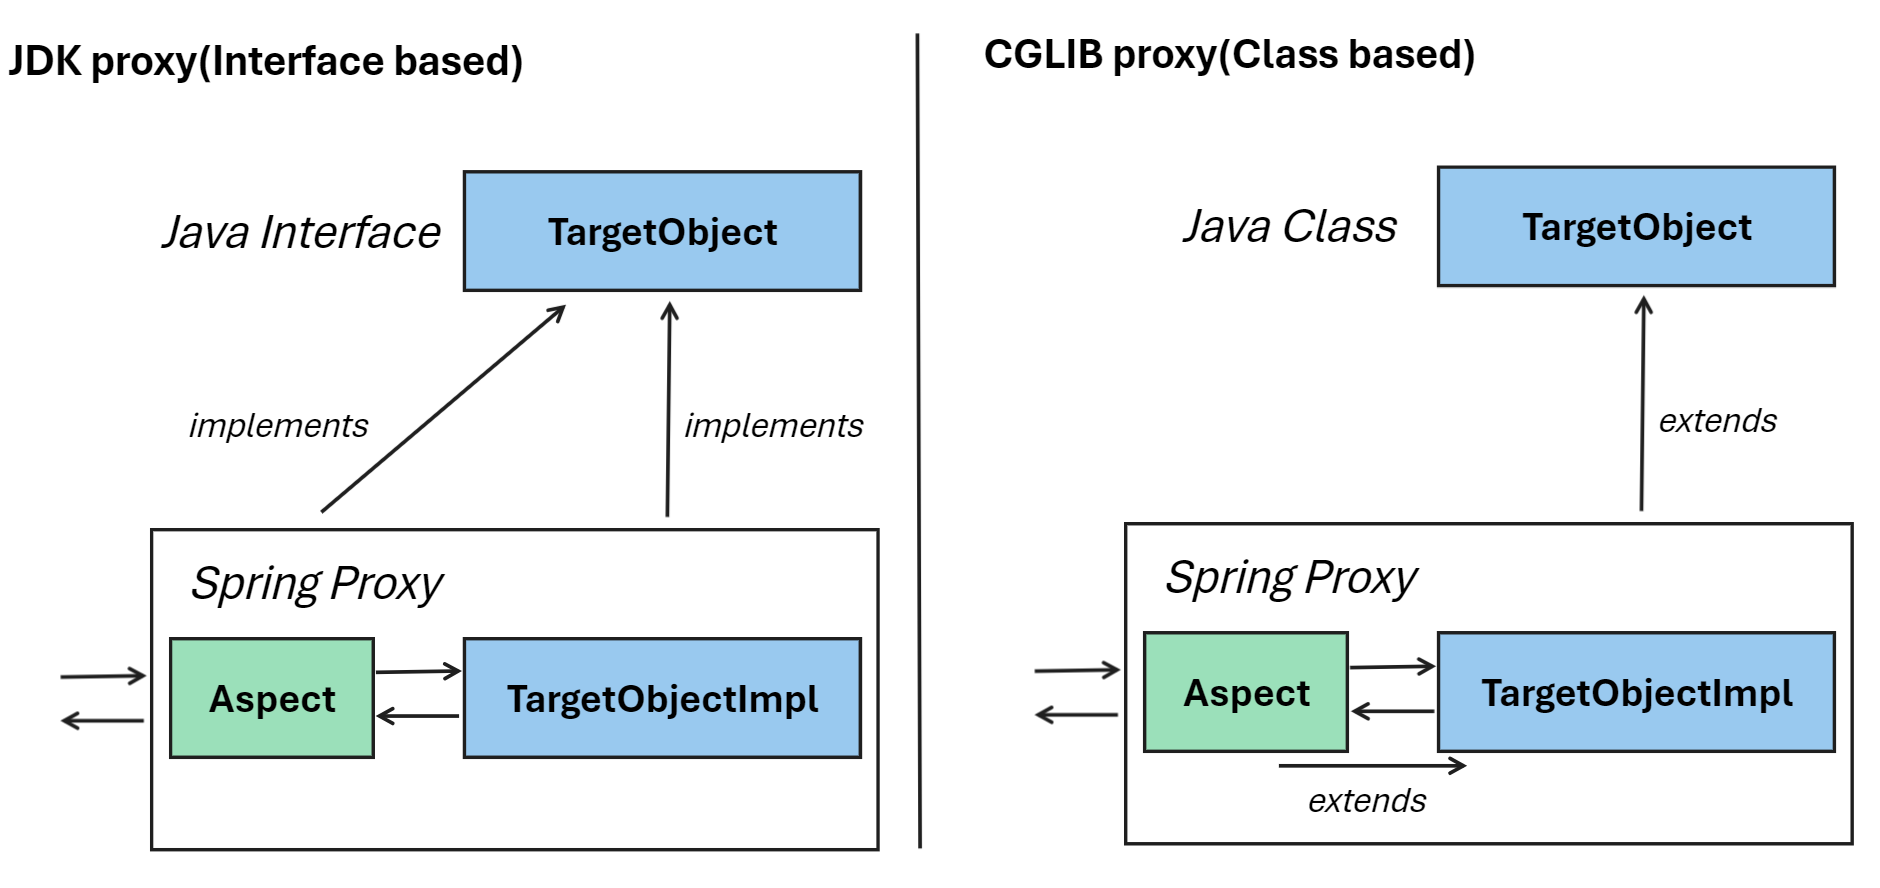 JDK proxy(Interface based)
Java Interface
TargetObject
implements
implements
Spring Proxy
Aspect
TargetObjectImpl
CGLIB proxy(Class based)
Java Class
TargetObject
extends
Spring Proxy
Aspect
TargetObjectImpl
extends